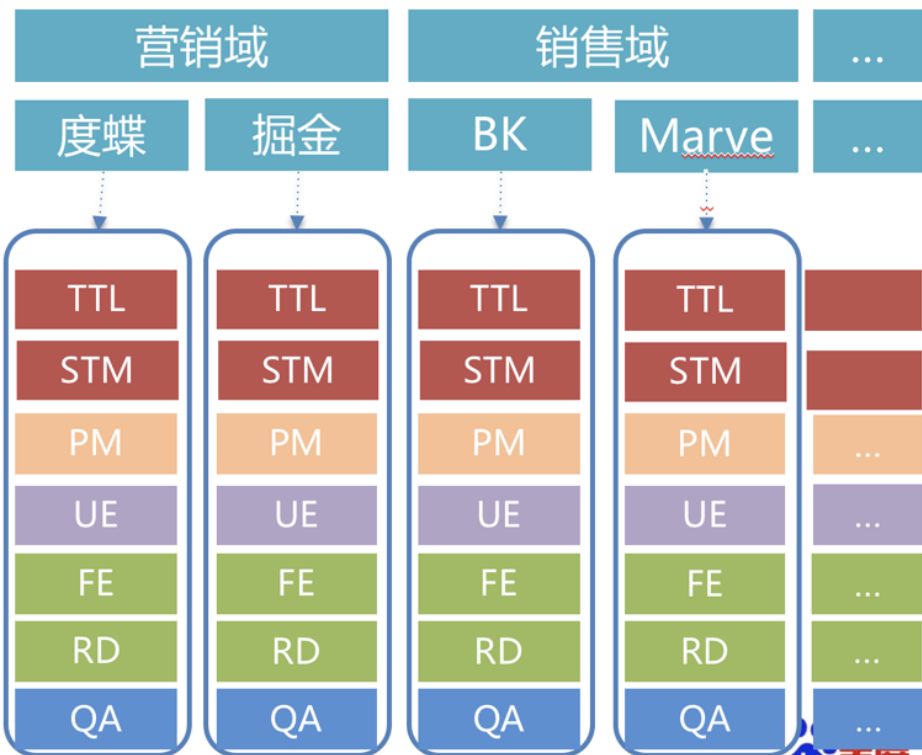 营销域 销售域 ...
度蝶 掘金 BK Marve ...
TTL TTL TTL TTL
STM STM STM STM
PM PM PM PM ...
UE UE UE UE ...
FE FE FE FE ...
RD RD RD RD ...
QA QA QA QA ...